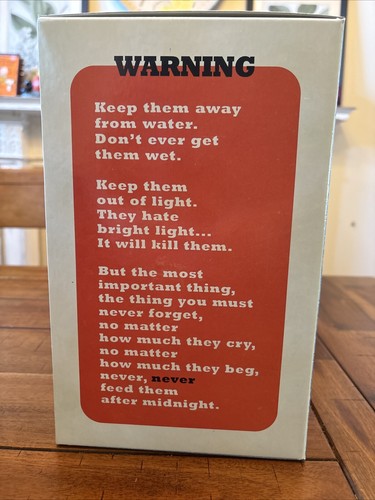 WARNING
Keep them away
from water.
Don't ever get
them wet.
Keep them
out of light.
They hate
bright light...
It will kill them.
But the most
important thing,
the thing you must
never forget,
no matter
how much they cry,
no matter
how much they beg,
never, never
feed them
after midnight.